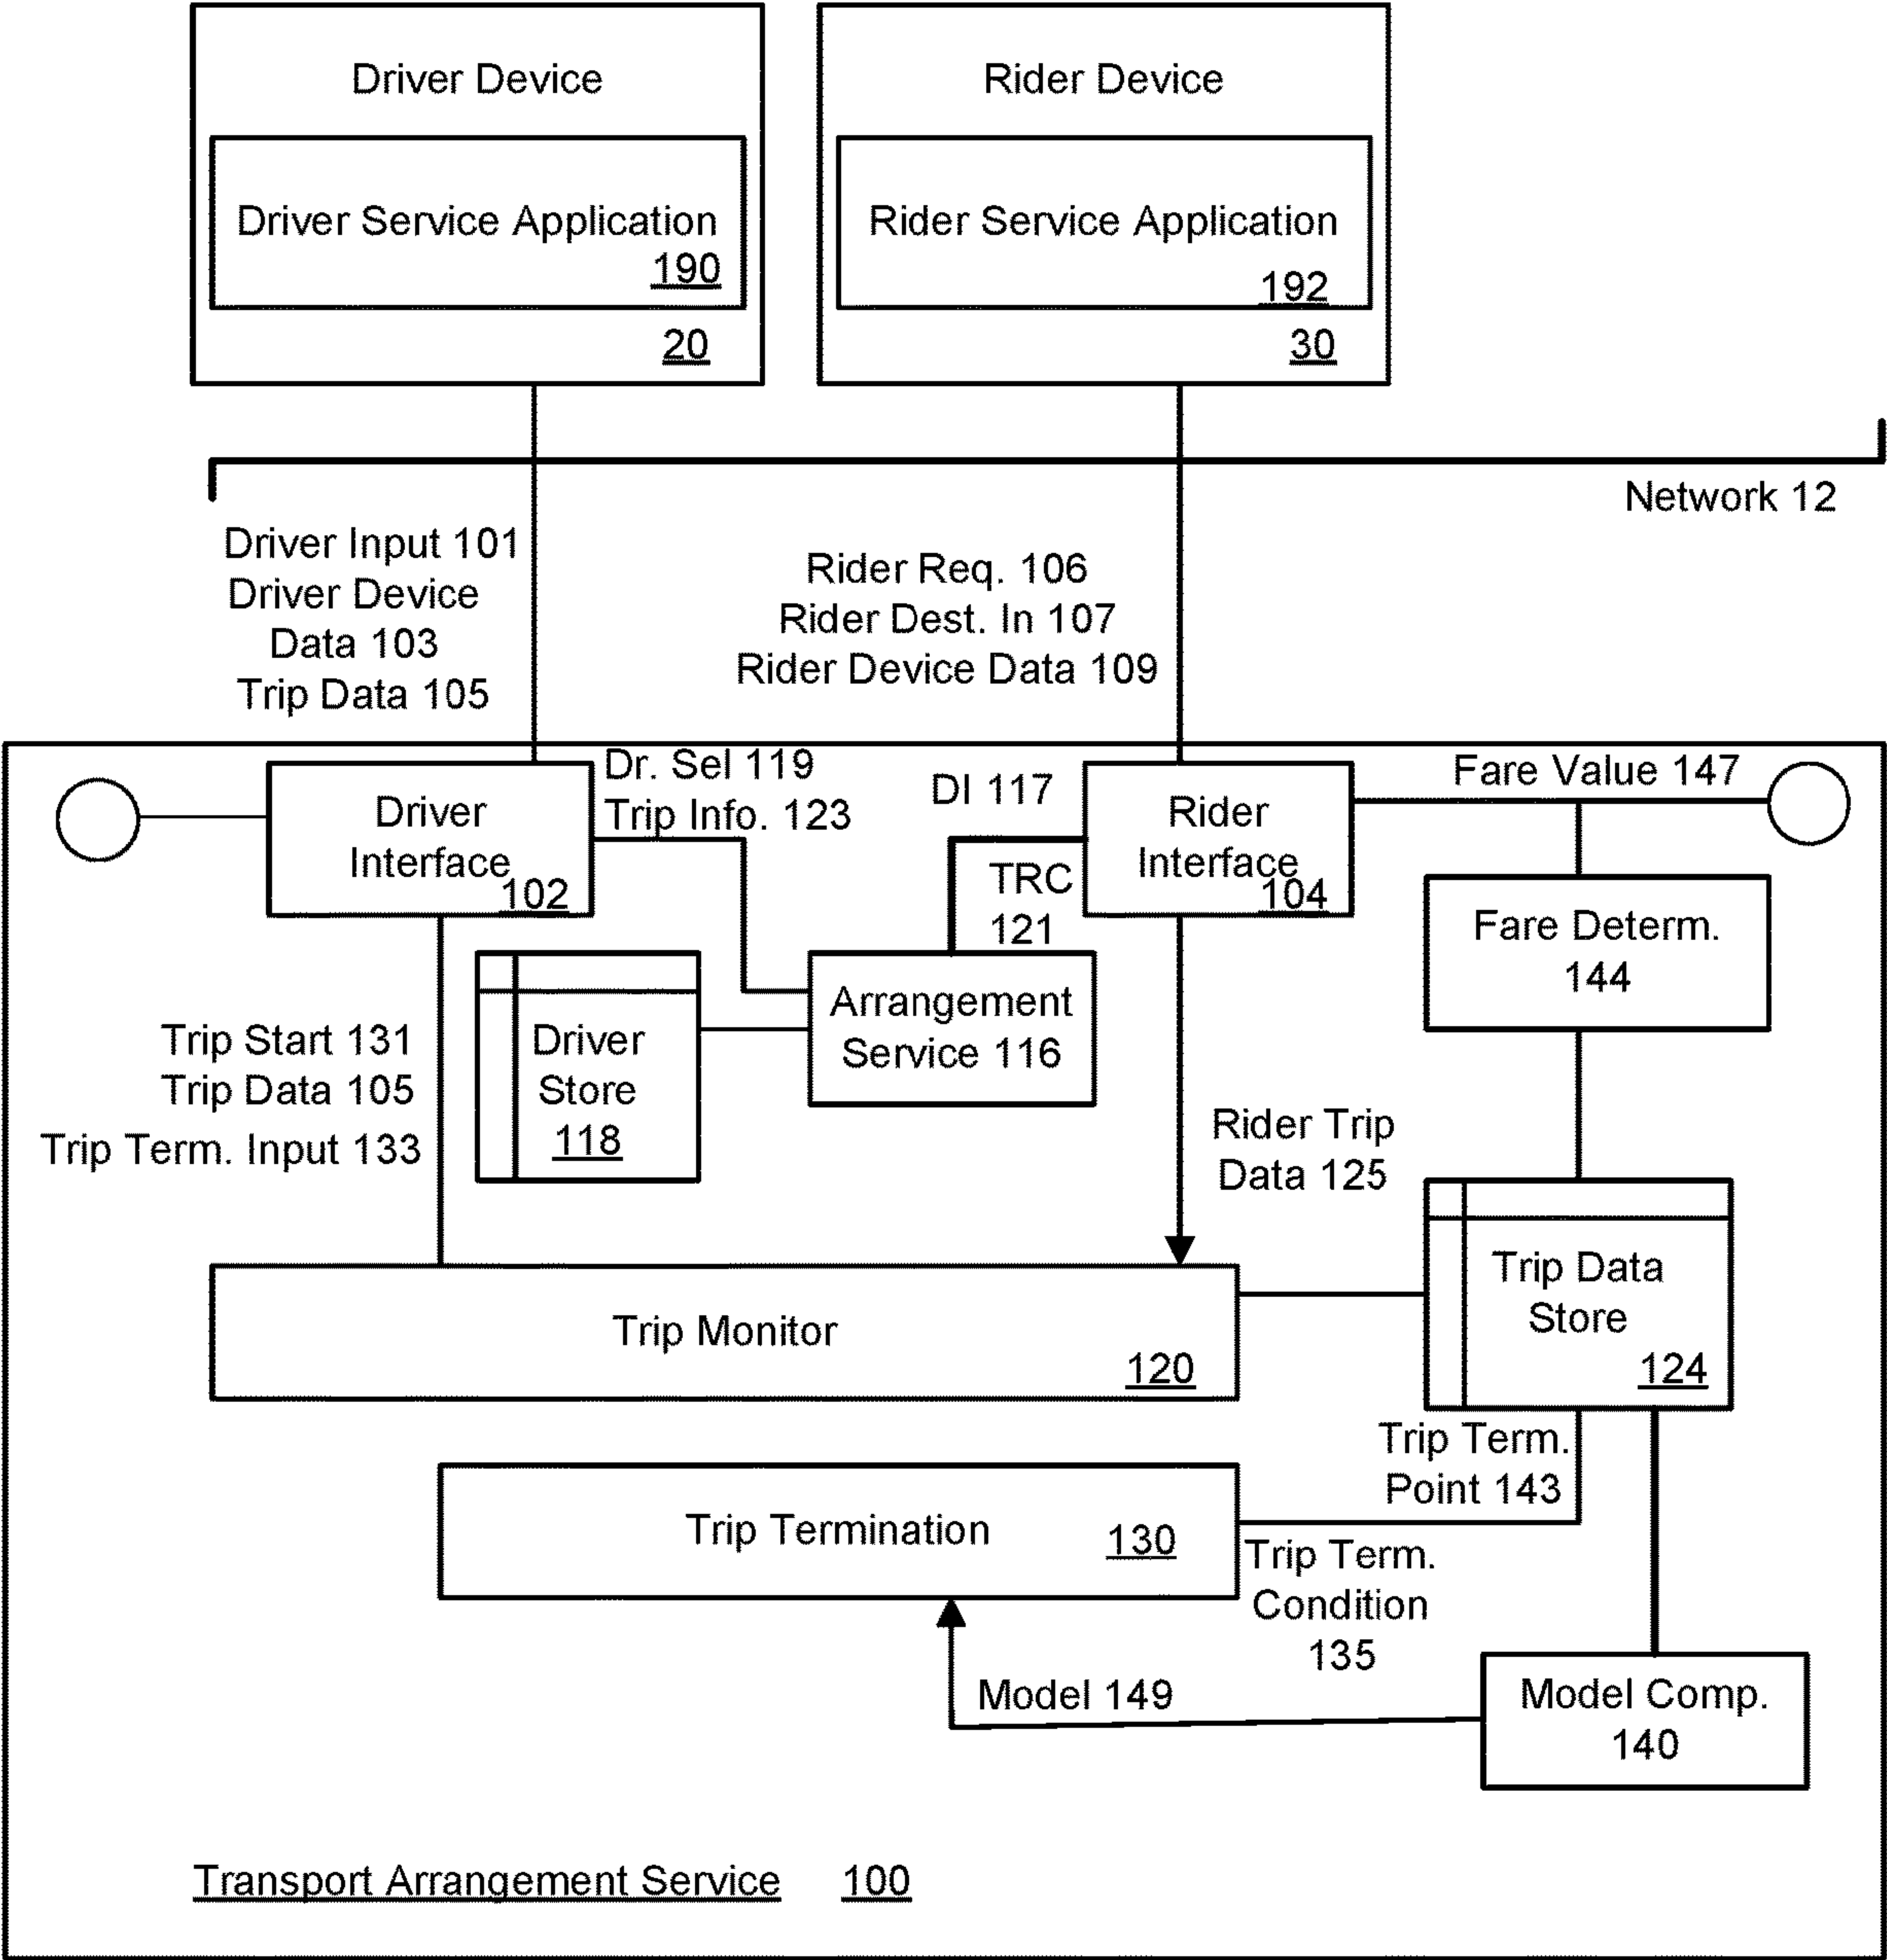 Driver Device
Driver Service Application
190
20
Rider Device
Rider Service Application
192
30
Network 12
Driver Input 101
Driver Device
Data 103
Trip Data 105
Rider Req. 106
Rider Dest. In 107
Rider Device Data 109
Driver
Interface
102
Dr. Sel 119
Trip Info. 123
DI 117
TRC
121
Rider
Interface
104
Fare Value 147
Fare Determ.
144
Arrangement
Service 116
Driver
Store
118
Trip Start 131
Trip Data 105
Trip Term. Input 133
Rider Trip
Data 125
Trip Data
Store
124
Trip Monitor
120
Trip Term.
Point 143
Trip Termination
130
Trip Term.
Condition
135
Model 149
Model Comp.
140
Transport Arrangement Service 100